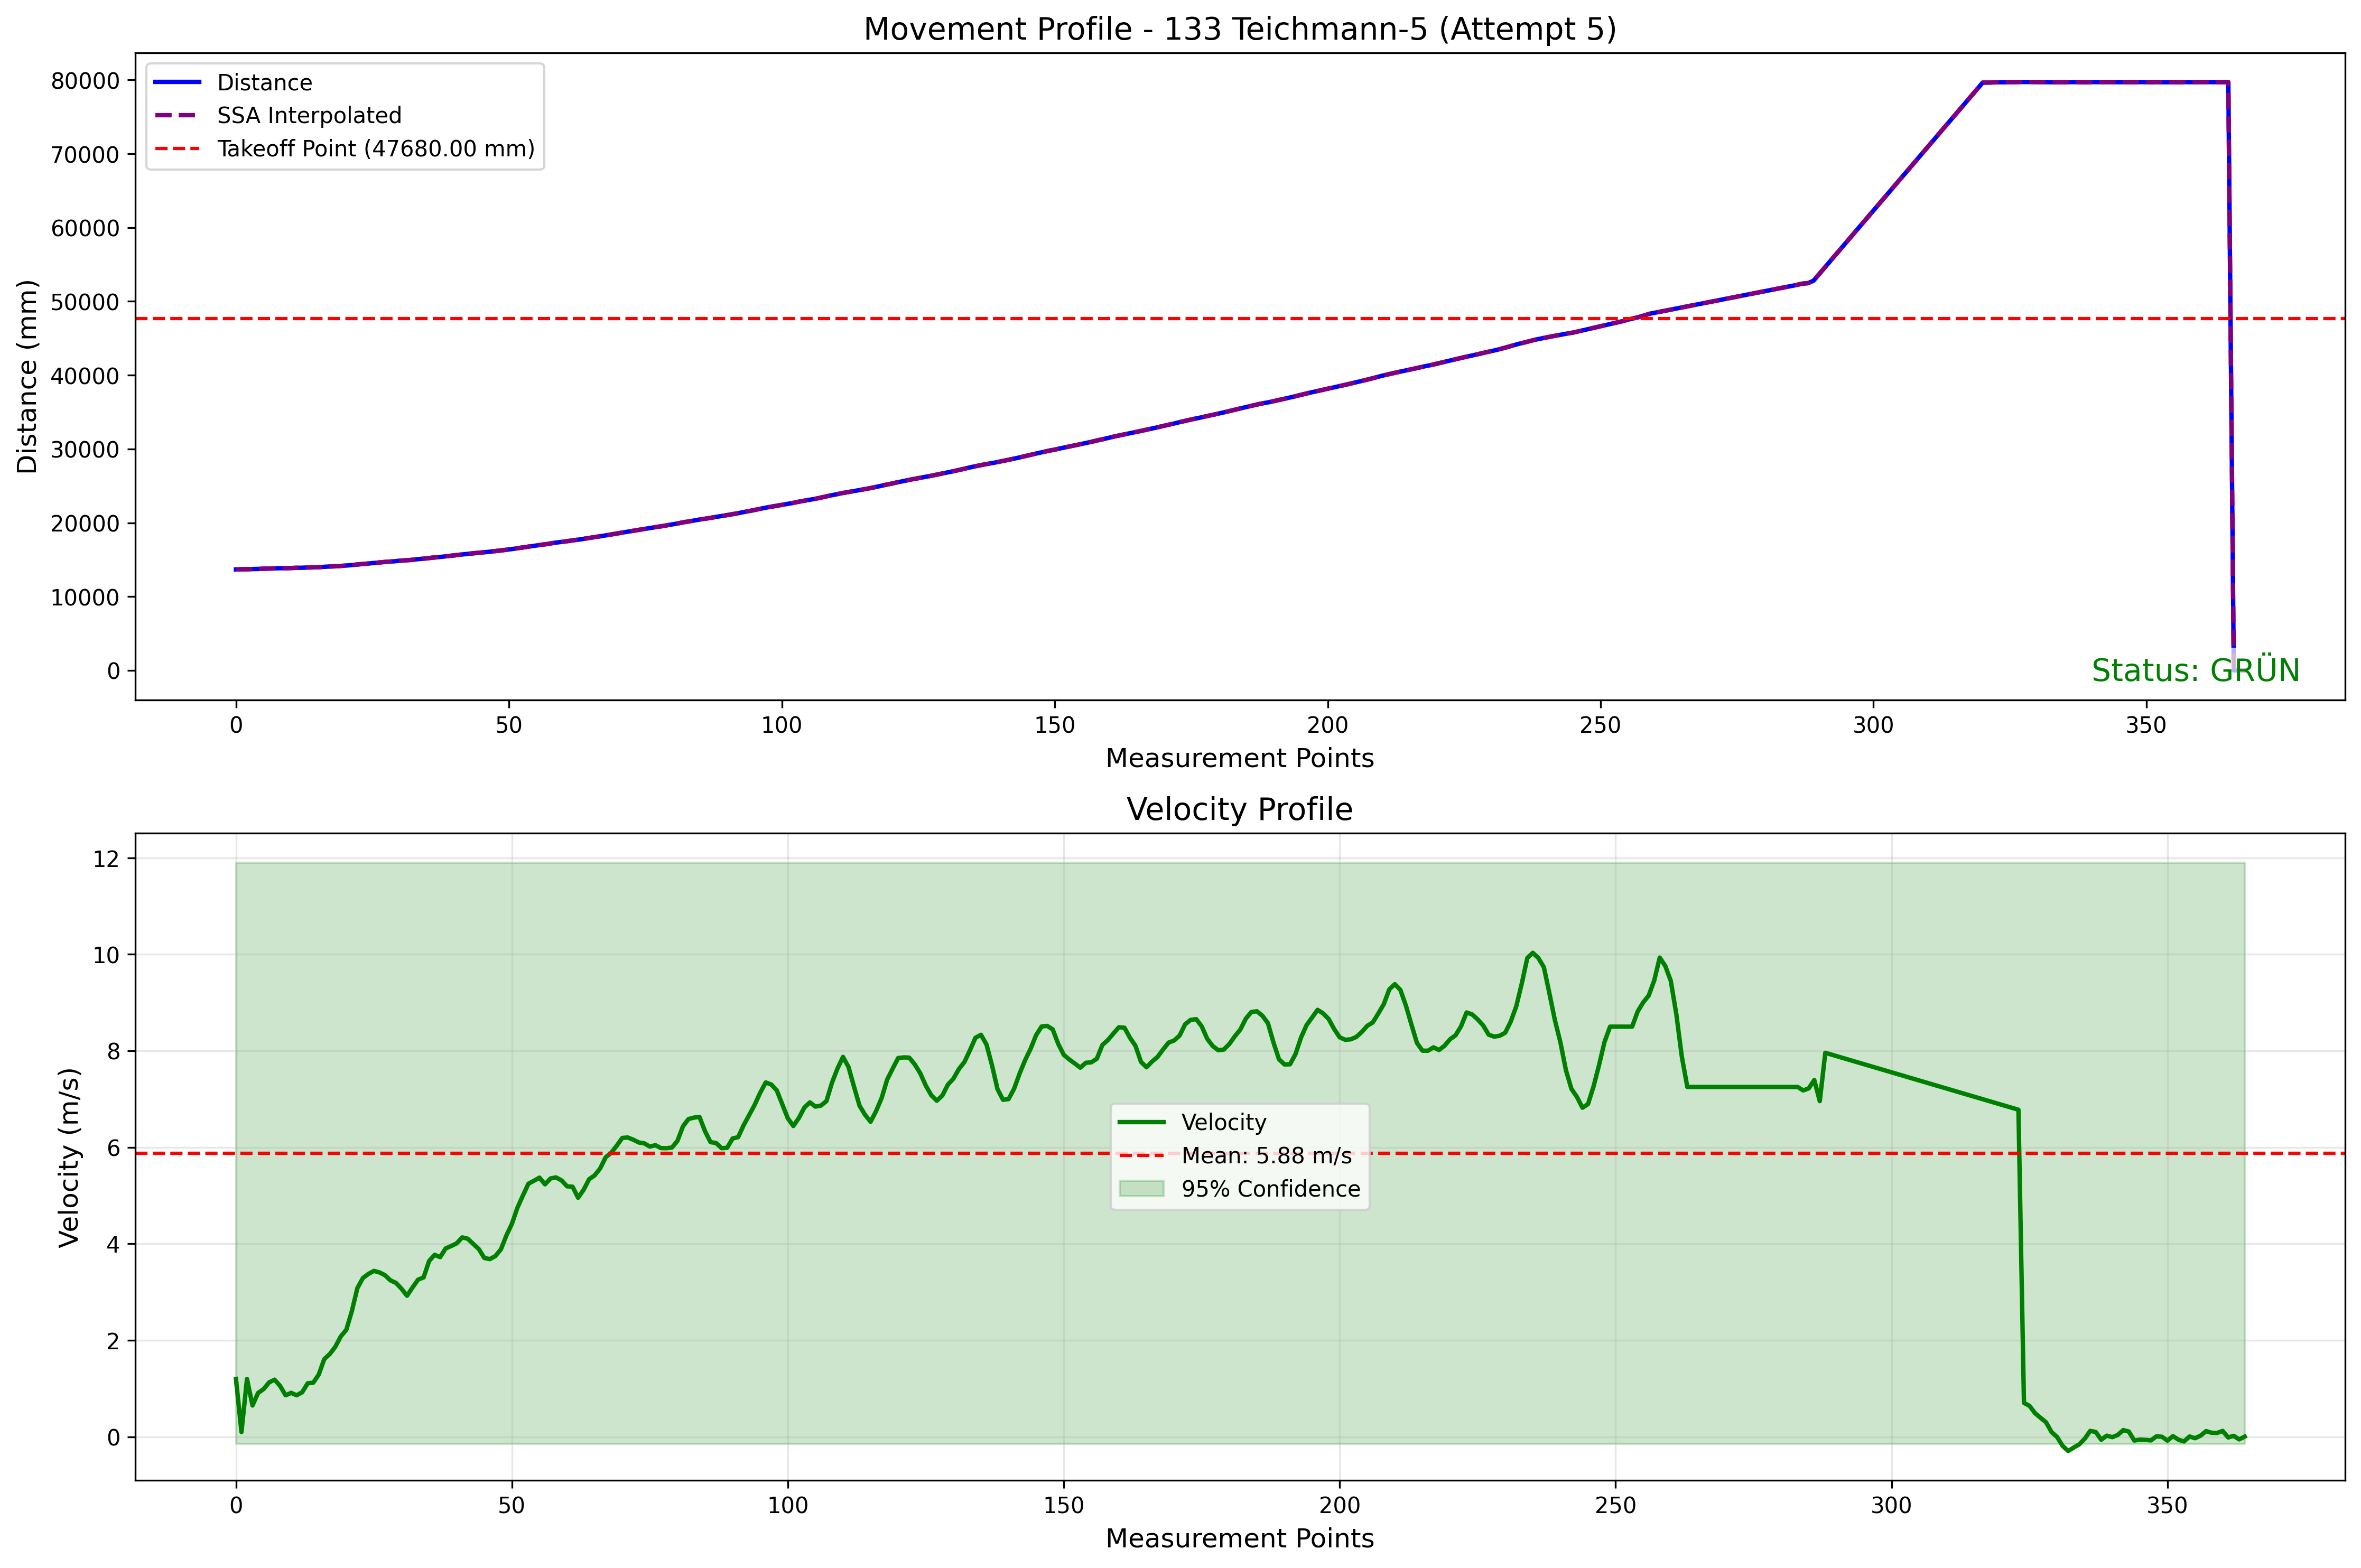 Movement Profile - 133 Teichmann-5 (Attempt 5)
Distance
SSA Interpolated
Takeoff Point (47680.00 mm)
Distance (mm)
80000
70000
60000
50000
40000
30000
20000
10000
0
Status: GRÜN
0 50 100 150 200 250 300 350
Measurement Points
Velocity Profile
Velocity (m/s)
12
10
8
6
4
2
0
Velocity
Mean: 5.88 m/s
95% Confidence
0 50 100 150 200 250 300 350
Measurement Points